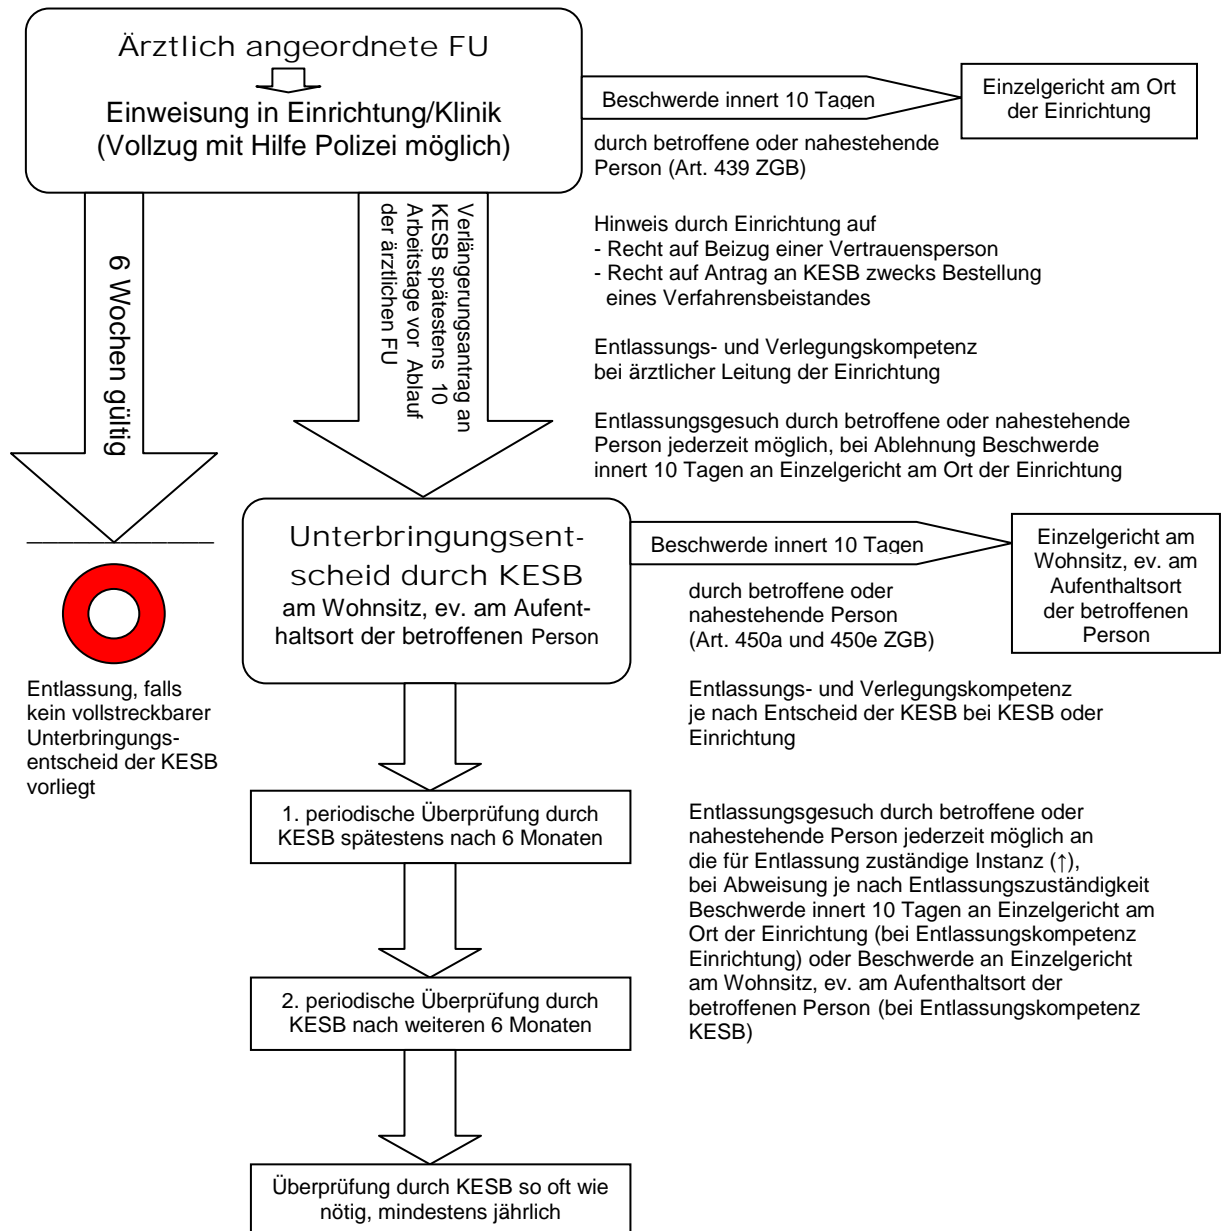 Ärztlich angeordnete FU
Einweisung in Einrichtung/Klinik
(Vollzug mit Hilfe Polizei möglich)
Beschwerde innert 10 Tagen
Einzelgericht am Ort
der Einrichtung
durch betroffene oder nahestehende
Person (Art. 439 ZGB)
6 Wochen gültig
Verlängerungsantrag an
KESB spätestens 10
Arbeitstage vor Ablauf
der ärztlichen FU
Hinweis durch Einrichtung auf
- Recht auf Beizug einer Vertrauensperson
- Recht auf Antrag an KESB zwecks Bestellung
eines Verfahrensbeistandes
Entlassungs- und Verlegungskompetenz
bei ärztlicher Leitung der Einrichtung
Entlassungsgesuch durch betroffene oder nahestehende
Person jederzeit möglich, bei Ablehnung Beschwerde
innert 10 Tagen an Einzelgericht am Ort der Einrichtung
Unterbringungsent-
scheid durch KESB
am Wohnsitz, ev. am Aufent-
haltsort der betroffenen Person
Beschwerde innert 10 Tagen
Einzelgericht am
Wohnsitz, ev. am
Aufenthaltsort
der betroffenen
Person
durch betroffene oder
nahestehende Person
(Art. 450a und 450e ZGB)
Entlassung, falls
kein vollstreckbarer
Unterbringungs-
entscheid der KESB
vorliegt
Entlassungs- und Verlegungskompetenz
je nach Entscheid der KESB bei KESB oder
Einrichtung
1. periodische Überprüfung durch
KESB spätestens nach 6 Monaten
Entlassungsgesuch durch betroffene oder
nahestehende Person jederzeit möglich an
die für Entlassung zuständige Instanz (↑),
bei Abweisung je nach Entlassungszuständigkeit
Beschwerde innert 10 Tagen an Einzelgericht am
Ort der Einrichtung (bei Entlassungskompetenz
Einrichtung) oder Beschwerde an Einzelgericht
am Wohnsitz, ev. am Aufenthaltsort der
betroffenen Person (bei Entlassungskompetenz
KESB)
2. periodische Überprüfung durch
KESB nach weiteren 6 Monaten
Überprüfung durch KESB so oft wie
nötig, mindestens jährlich